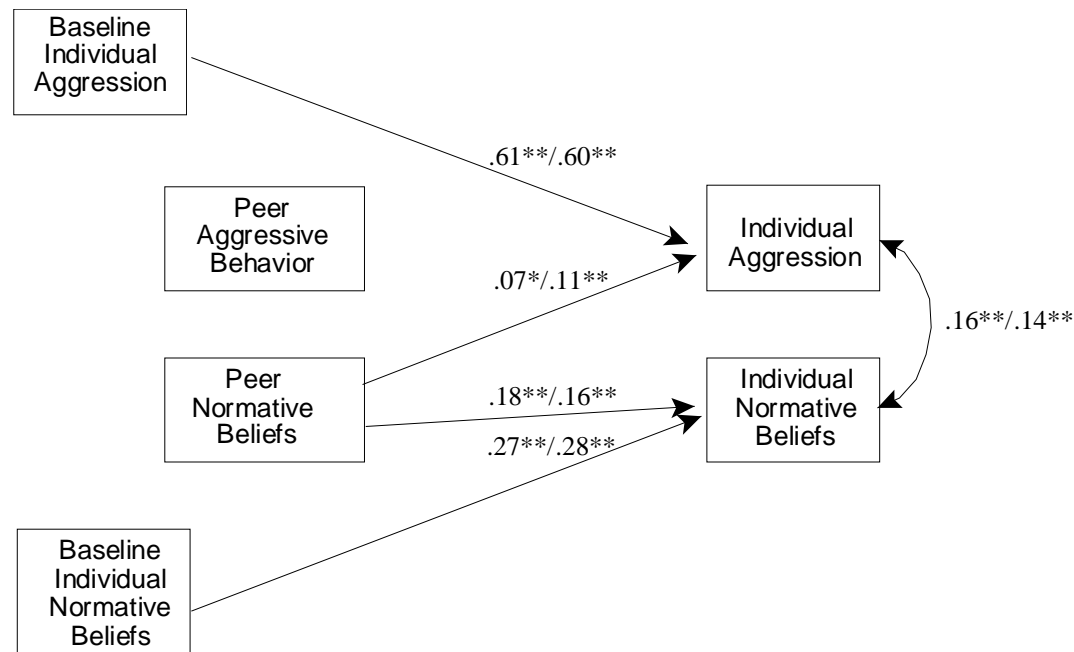 Baseline
Individual
Aggression
.61**/.60**
Peer
Aggressive
Behavior
Individual
Aggression
.07*/.11**
.16**/.14**
Peer
Normative
Beliefs
.18**/.16**
Individual
Normative
Beliefs
.27**/.28**
Baseline
Individual
Normative
Beliefs